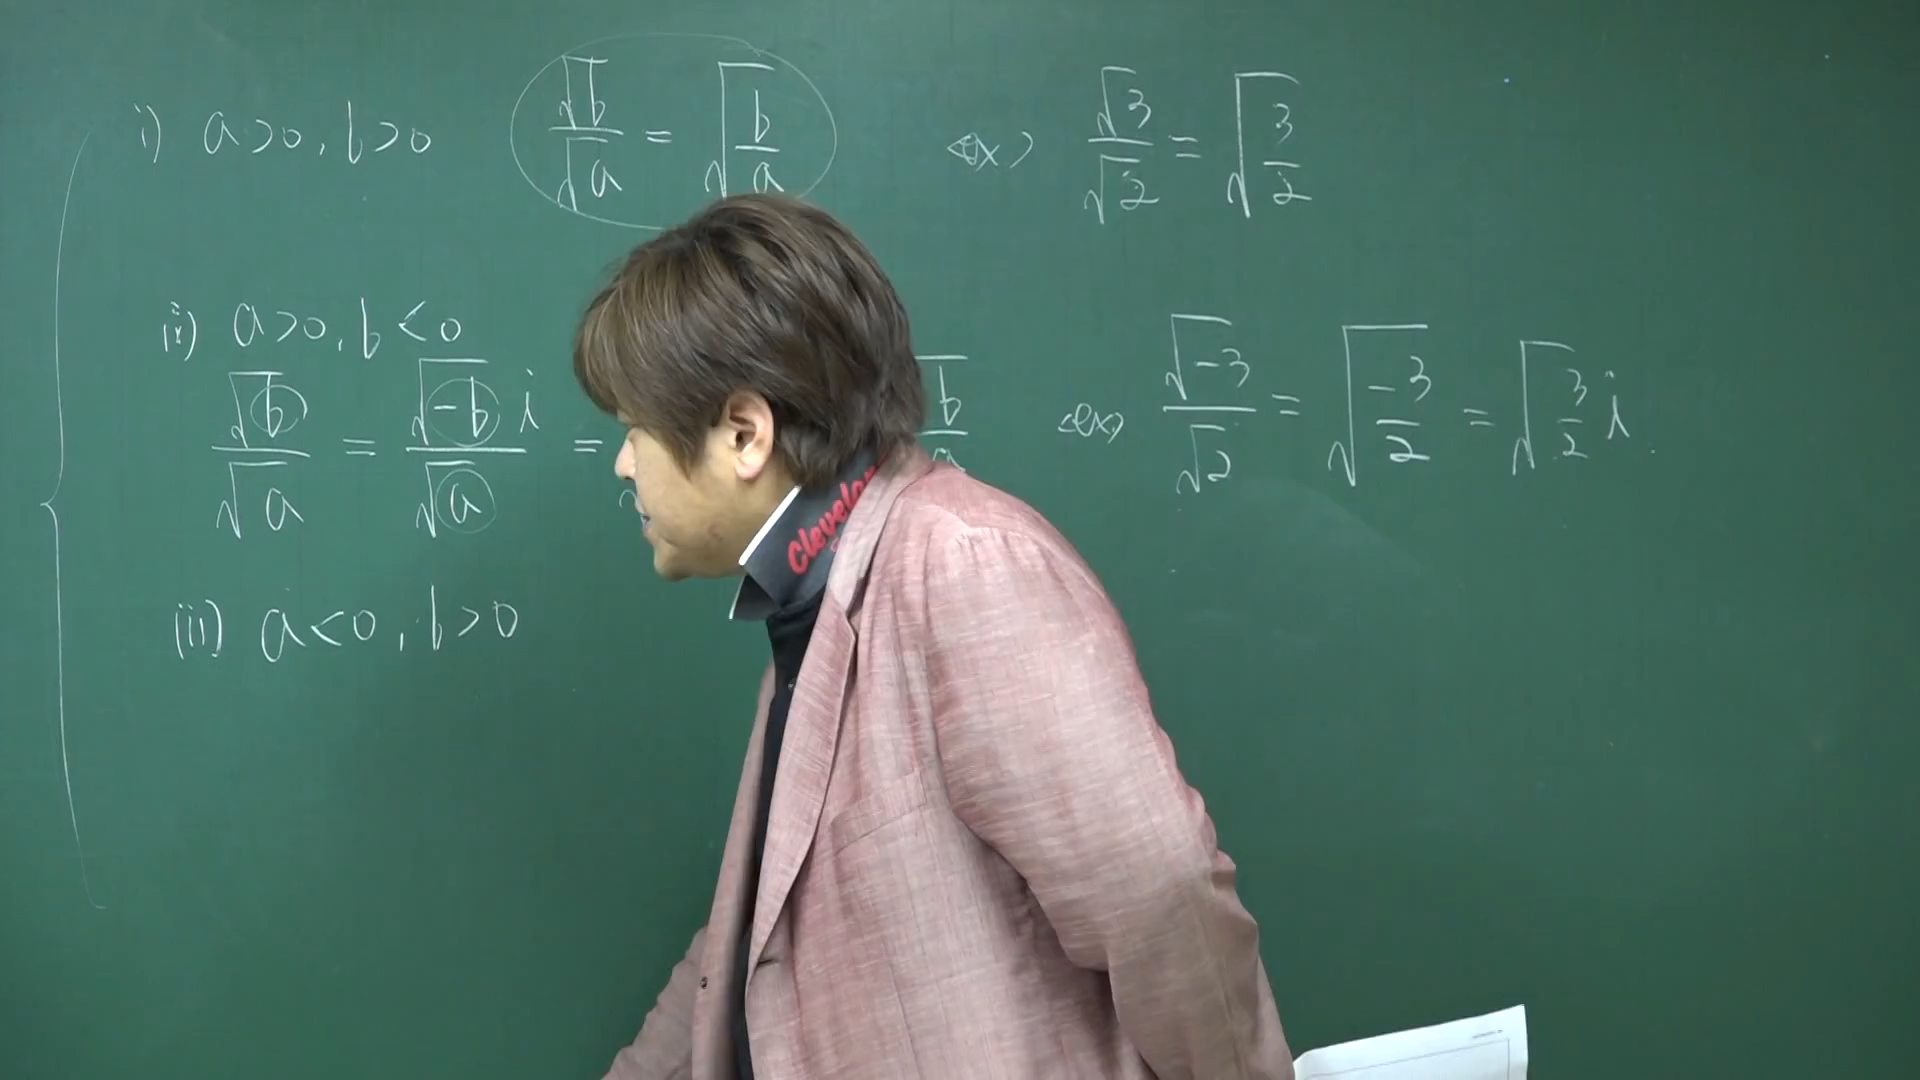 i) a>0, b>0 √b/√a = √(b/a) <ex> √3/√2 = √(3/2)
ii) a>0, b<0
√b/√a = √(-b) i/√a = b <ex> √-3/√2 = √(-3/2) = √(3/2) i
iii) a<0, b>0